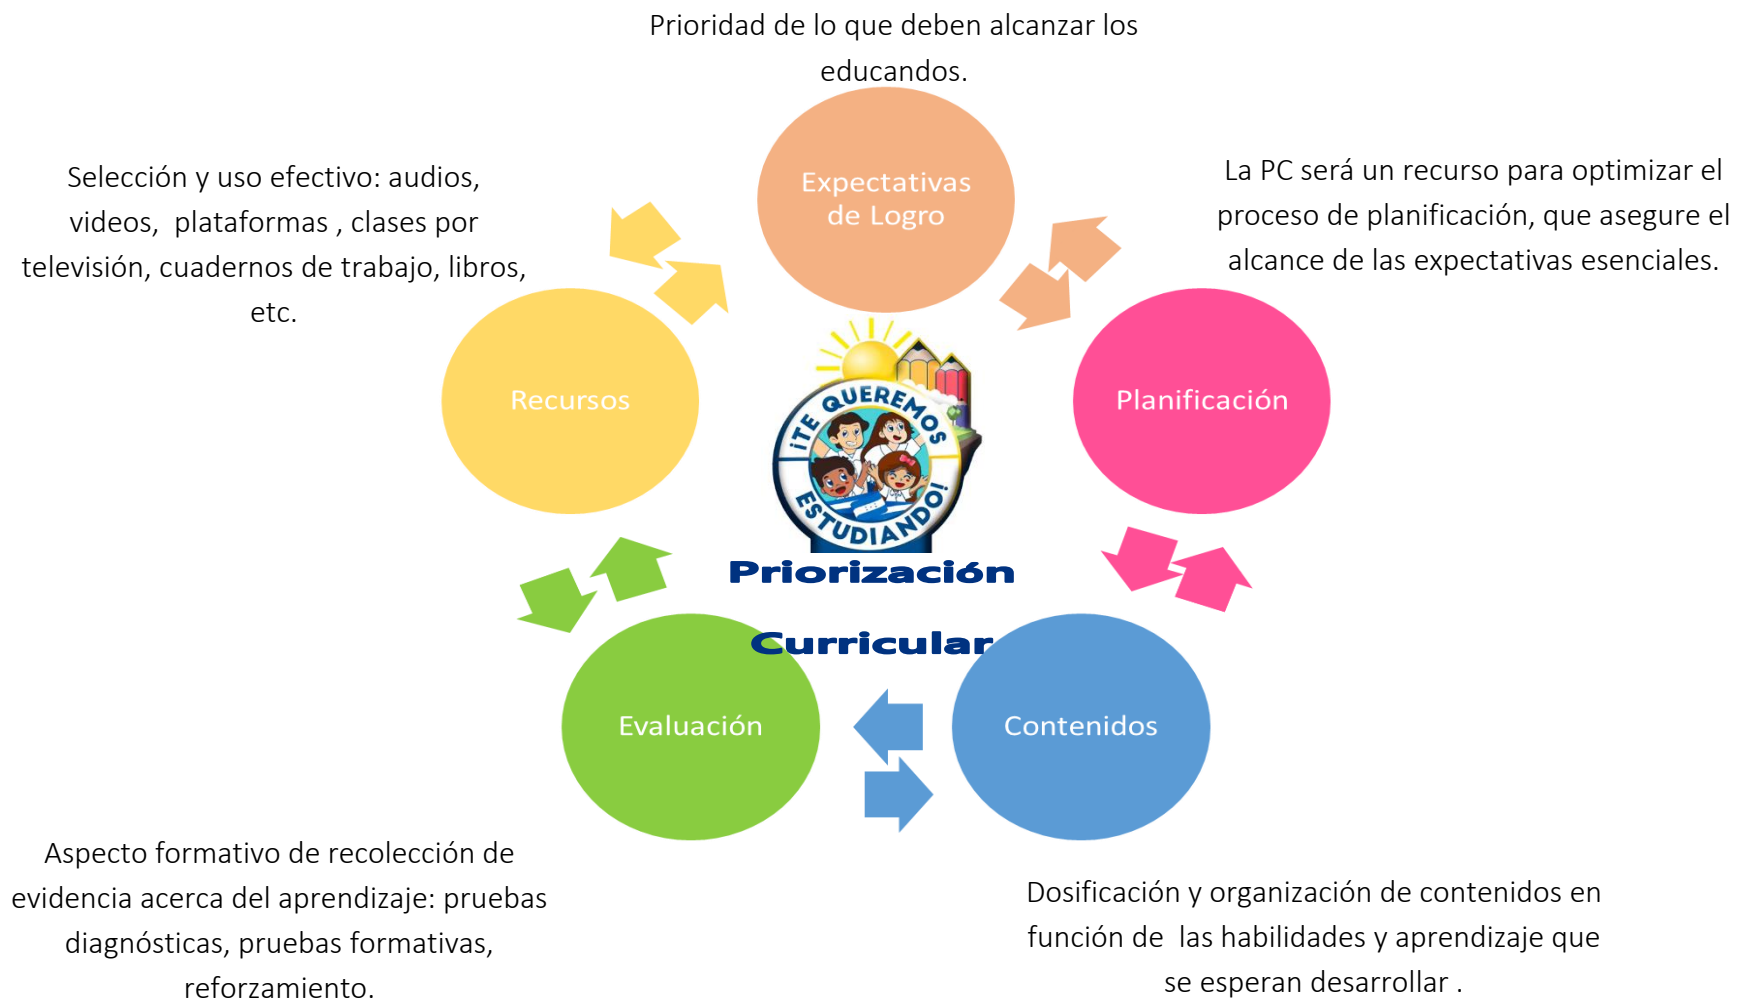 Prioridad de lo que deben alcanzar los
educandos.
Expectativas
de Logro
Selección y uso efectivo: audios,
videos,  plataformas , clases por
televisión, cuadernos de trabajo, libros,
etc.
La PC será un recurso para optimizar el
proceso de planificación, que asegure el
alcance de las expectativas esenciales.
Recursos
Planificación
¡TE QUEREMOS
ESTUDIANDO!
Priorización
Curricular
Evaluación
Contenidos
Aspecto formativo de recolección de
evidencia acerca del aprendizaje: pruebas
diagnósticas, pruebas formativas,
reforzamiento.
Dosificación y organización de contenidos en
función de  las habilidades y aprendizaje que
se esperan desarrollar .